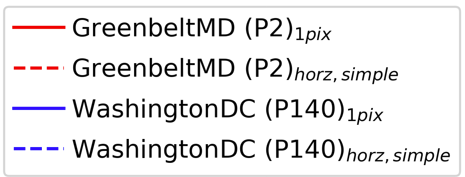 GreenbeltMD (P2)₁ₚᵢₓ
GreenbeltMD (P2)_{horz, simple}
WashingtonDC (P140)₁ₚᵢₓ
WashingtonDC (P140)_{horz, simple}